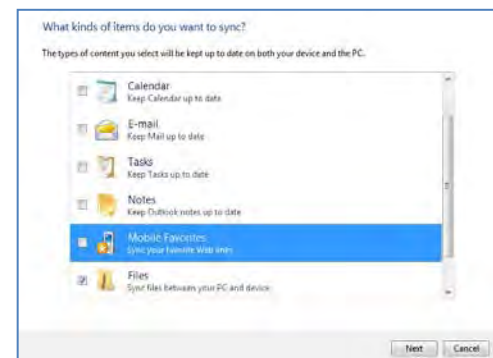 What kinds of items do you want to sync?
The types of content you select will be kept up to date on both your device and the PC.
Calendar
Keep Calendar up to date
E-mail
Keep Mail up to date
Tasks
Keep Tasks up to date
Notes
Keep Outlook notes up to date
Mobile Favorites
Sync your favorite Web links
Files
Sync files between your PC and device
Next
Cancel